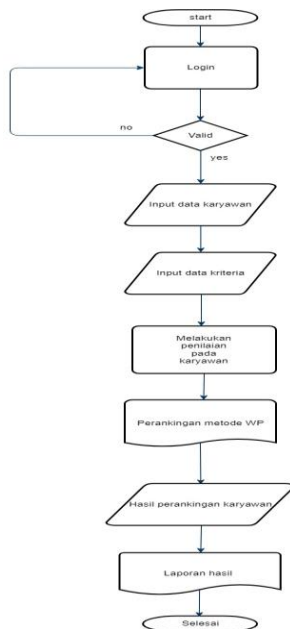 start
Login
no
Valid
yes
Input data karyawan
Input data kriteria
Melakukan
penilaian
pada
karyawan
Perankingan metode WP
Hasil perankingan karyawan
Laporan hasil
Selesai